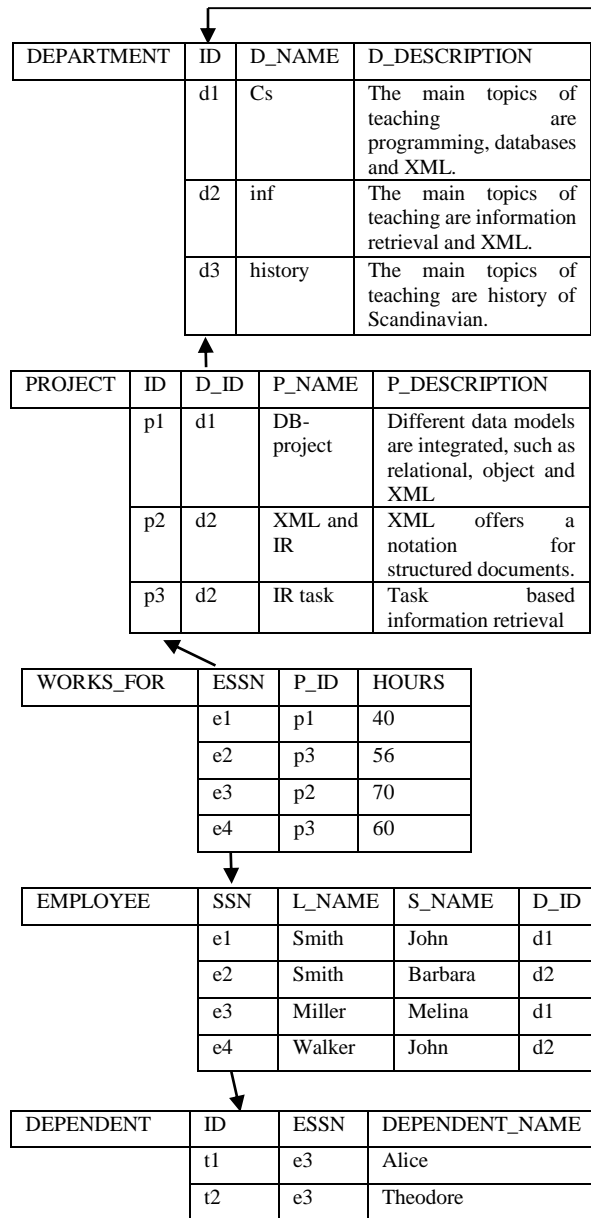 DEPARTMENT ID D_NAME D_DESCRIPTION
d1 Cs The main topics of
teaching are
programming, databases
and XML.
d2 inf The main topics of
teaching are information
retrieval and XML.
d3 history The main topics of
teaching are history of
Scandinavian.
PROJECT ID D_ID P_NAME P_DESCRIPTION
p1 d1 DB- Different data models
project are integrated, such as
relational, object and
XML
p2 d2 XML and XML offers a
IR notation for
structured documents.
p3 d2 IR task Task based
information retrieval
WORKS_FOR ESSN P_ID HOURS
e1 p1 40
e2 p3 56
e3 p2 70
e4 p3 60
EMPLOYEE SSN L_NAME S_NAME D_ID
e1 Smith John d1
e2 Smith Barbara d2
e3 Miller Melina d1
e4 Walker John d2
DEPENDENT ID ESSN DEPENDENT_NAME
t1 e3 Alice
t2 e3 Theodore